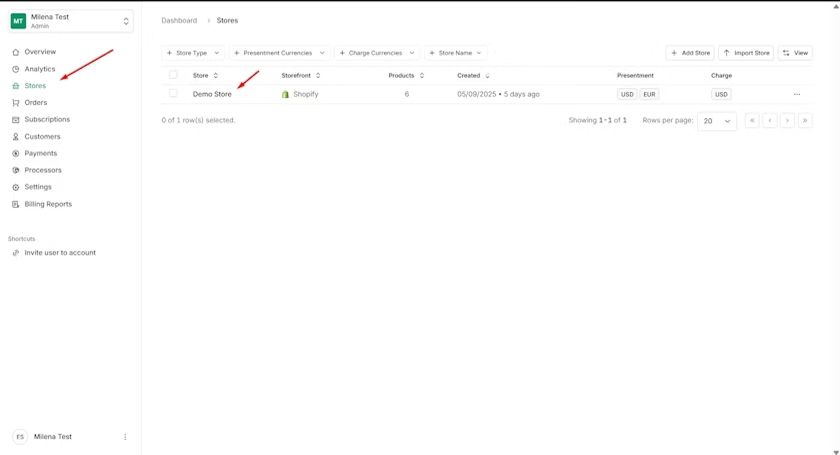 MT
Milena Test
Admin
Overview
Analytics
Stores
Orders
Subscriptions
Customers
Payments
Processors
Settings
Billing Reports
Shortcuts
Invite user to account
ES Milena Test
Dashboard › Stores
+ Store Type + Presentment Currencies + Charge Currencies + Store Name + Add Store Import Store View
Store Storefront Products Created Presentment Charge
Demo Store Shopify 6 05/09/2025 • 5 days ago USD EUR USD ...
0 of 1 row(s) selected. Showing 1-1 of 1 Rows per page: 20 « ‹ › »